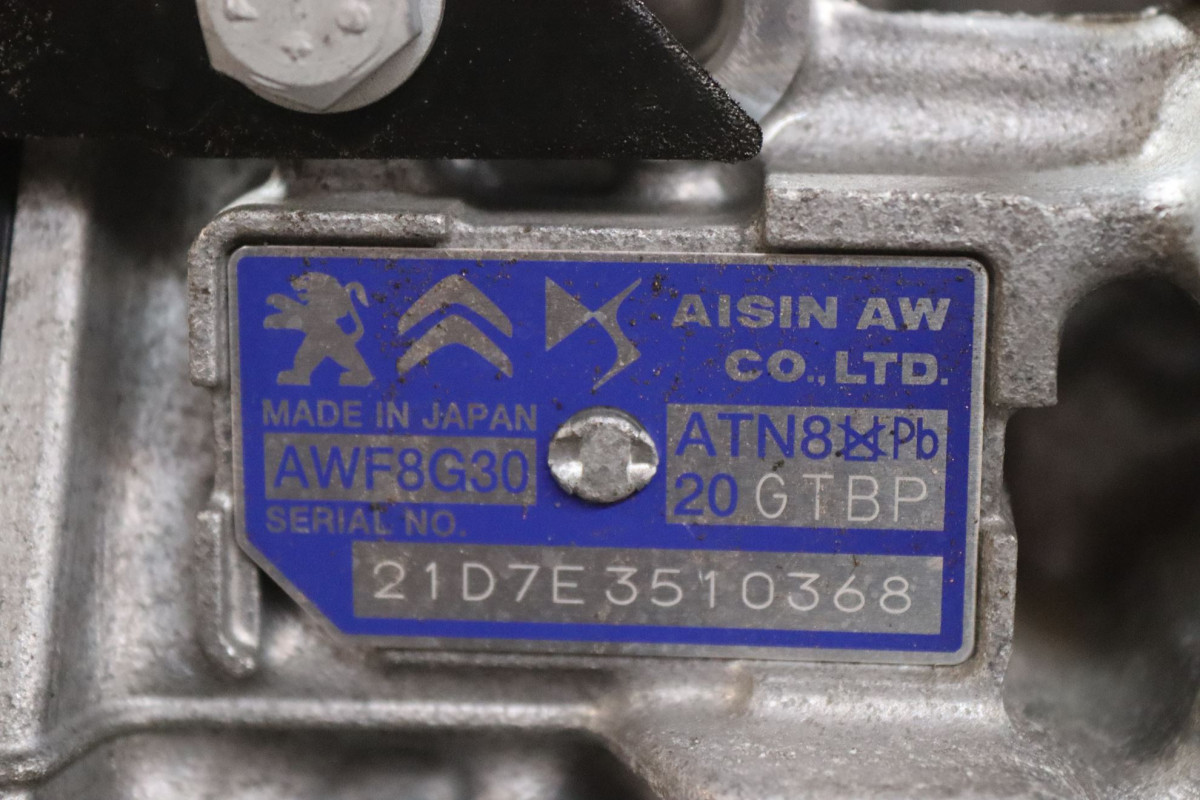 AISIN AW
CO., LTD.
MADE IN JAPAN
AWF8G30
ATN8 Pb
20 GTBP
SERIAL NO.
21D7E3510368